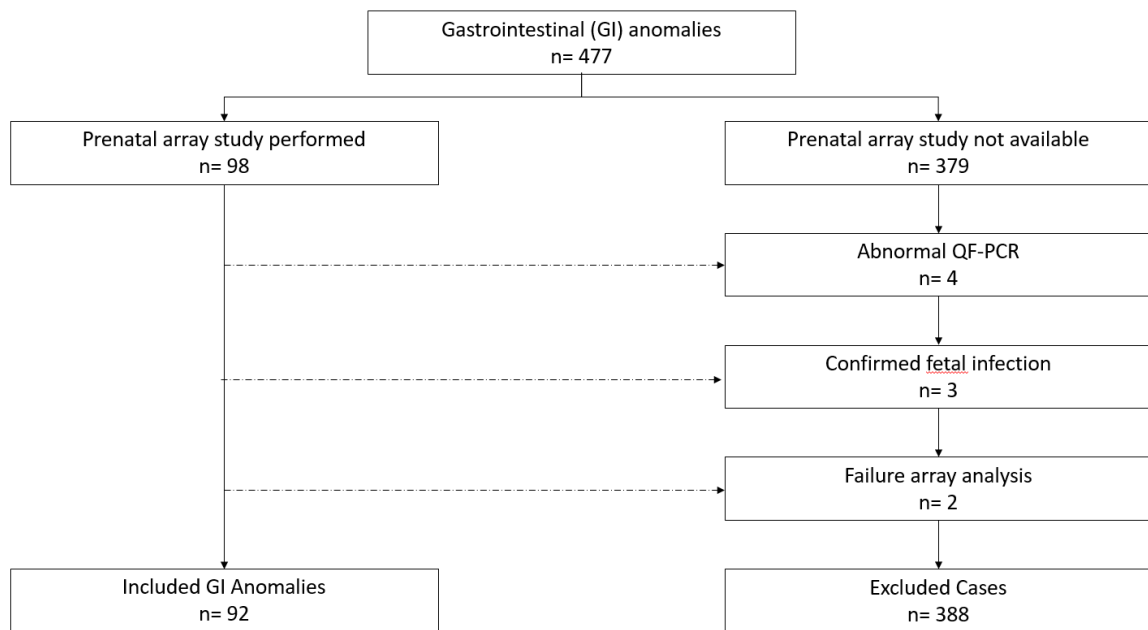 Gastrointestinal (GI) anomalies
n= 477
Prenatal array study performed
n= 98
Prenatal array study not available
n= 379
Abnormal QF-PCR
n= 4
Confirmed fetal infection
n= 3
Failure array analysis
n= 2
Included GI Anomalies
n= 92
Excluded Cases
n= 388